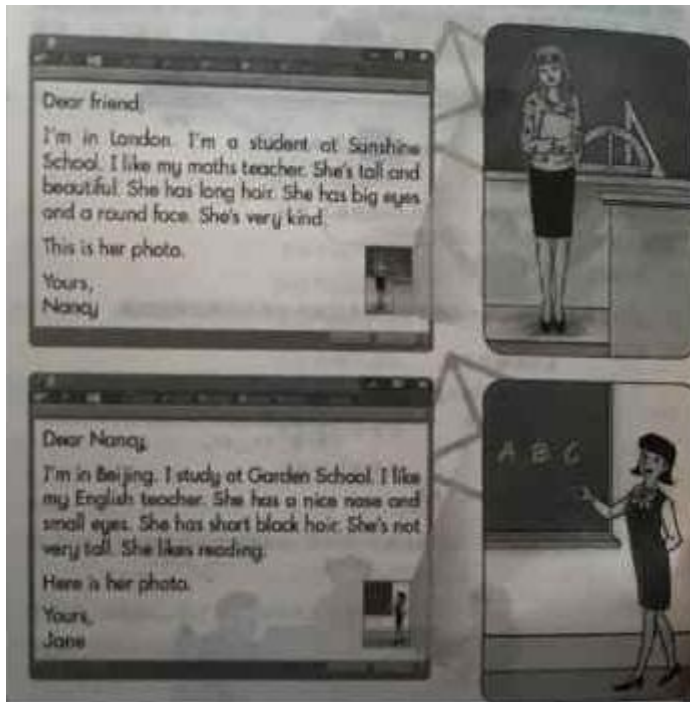 Dear friend,
I'm in London. I'm a student at Sunshine
School. I like my maths teacher. She's tall and
beautiful. She has long hair. She has big eyes
and a round face. She's very kind.
This is her photo.
Yours,
Nancy
Dear Nancy,
I'm in Beijing. I study at Garden School. I like
my English teacher. She has a nice nose and
small eyes. She has short black hair. She's not
very tall. She likes reading.
Here is her photo.
Yours,
Jane
A B C